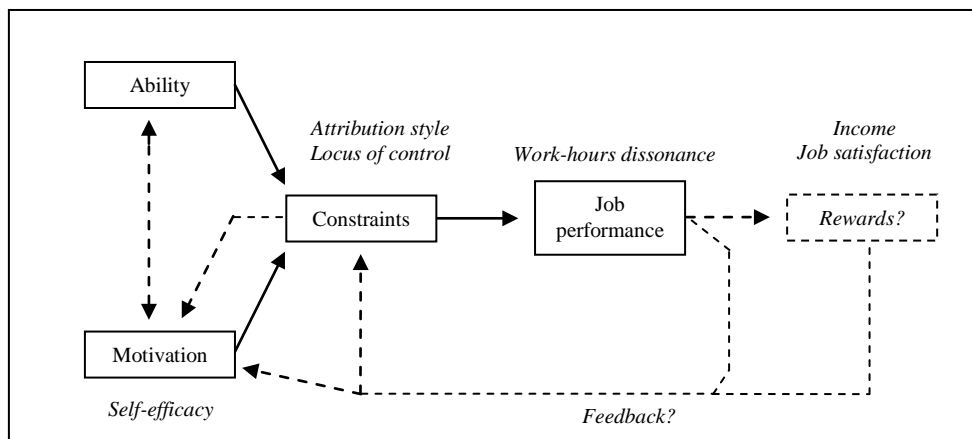 Ability
Attribution style
Locus of control
Work-hours dissonance
Income
Job satisfaction
Constraints
Job
performance
Rewards?
Motivation
Self-efficacy
Feedback?